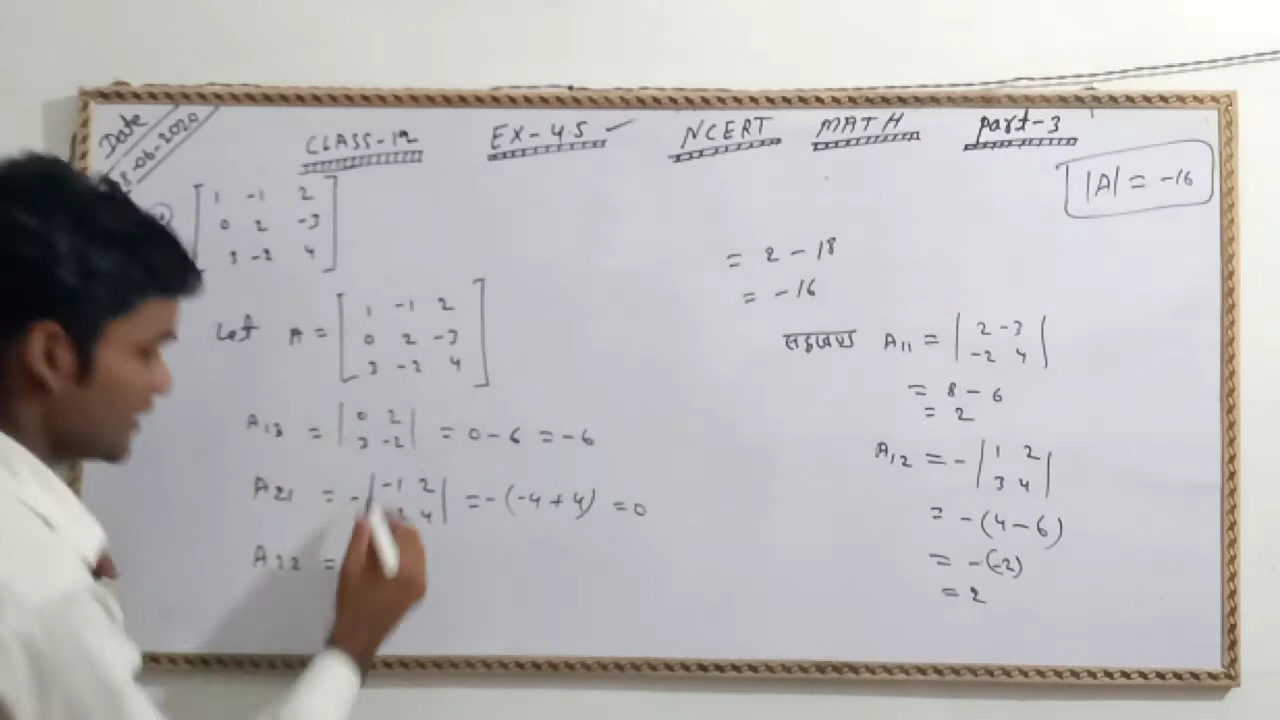 Date
8-06-2020
CLASS-12 EX-4.5 ✓ NCERT MATH Part-3
|A| = -16
[1 -1 2
0 2 -3
3 -2 4]
Let A = [1 -1 2
0 2 -3
3 -2 4]
A13 = |0 2
3 -2| = 0 - 6 = -6
A21 = -|-1 2
-2 4| = -(-4+4) = 0
A22 =
= 2 - 18
= -16
सहखण्ड A11 = |2 -3
-2 4|
= 8 - 6
= 2
A12 = -|1 2
3 4|
= -(4-6)
= -(-2)
= 2